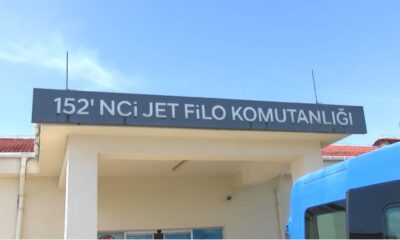 152' NCİ JET FİLO KOMUTANLIĞI